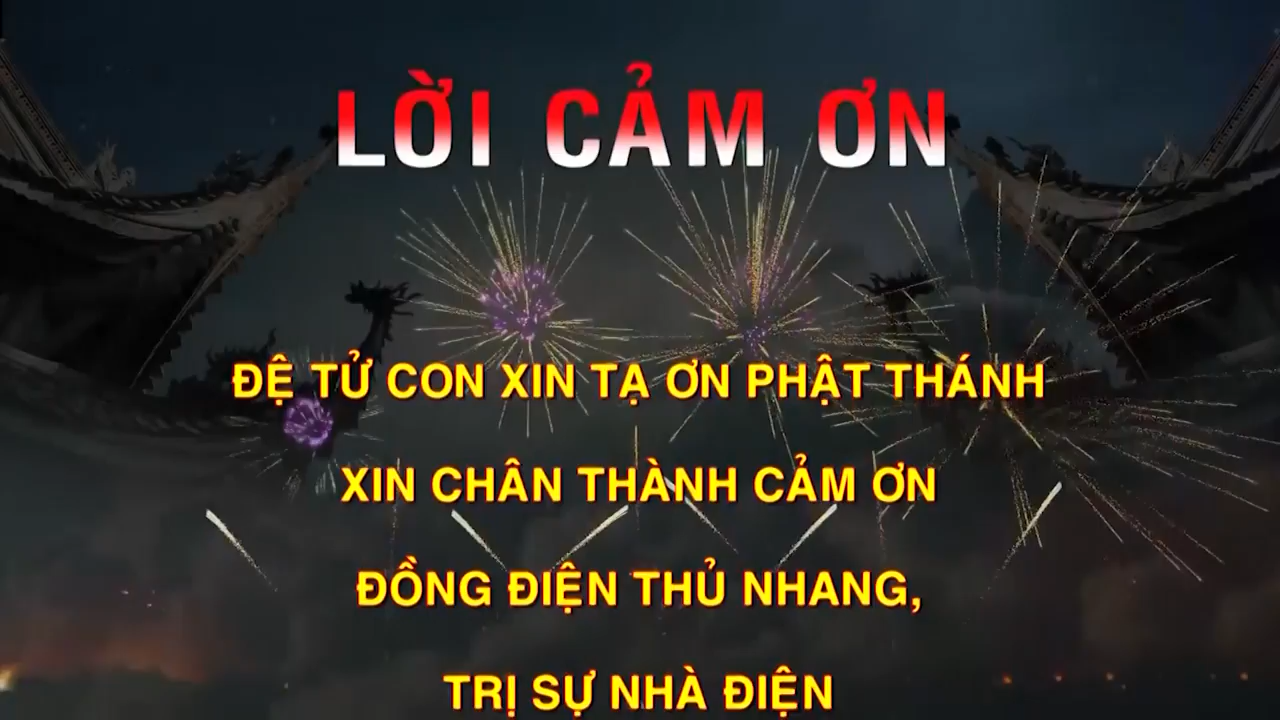 LỜI CẢM ƠN
ĐỆ TỬ CON XIN TẠ ƠN PHẬT THÁNH
XIN CHÂN THÀNH CẢM ƠN
ĐỒNG ĐIỆN THỦ NHANG,
TRỊ SỰ NHÀ ĐIỆN